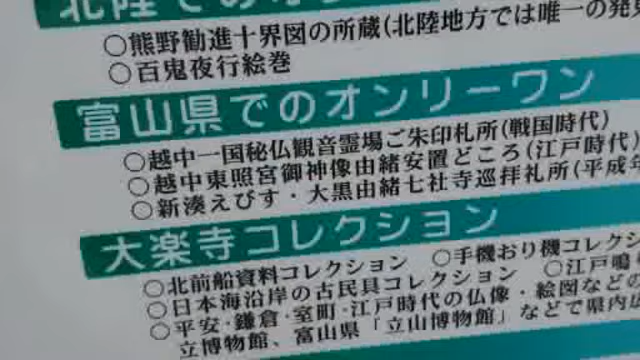 北陸でのオン
○熊野勧進十界図の所蔵(北陸地方では唯一の発見
○百鬼夜行絵巻
富山県でのオンリーワン
○越中一国秘仏観音霊場ご朱印札所(戦国時代)
○越中東照宮御神像由緒安置どころ(江戸時代)
○新湊えびす・大黒由緒七社寺巡拝礼所(平成
大楽寺コレクション
○北前船資料コレクション ○手機おり機コレクシ
○日本海沿岸の古民具コレクション ○江戸鳴
○平安・鎌倉・室町・江戸時代の仏像・絵図などの
立博物館、富山県「立山博物館」などで県内